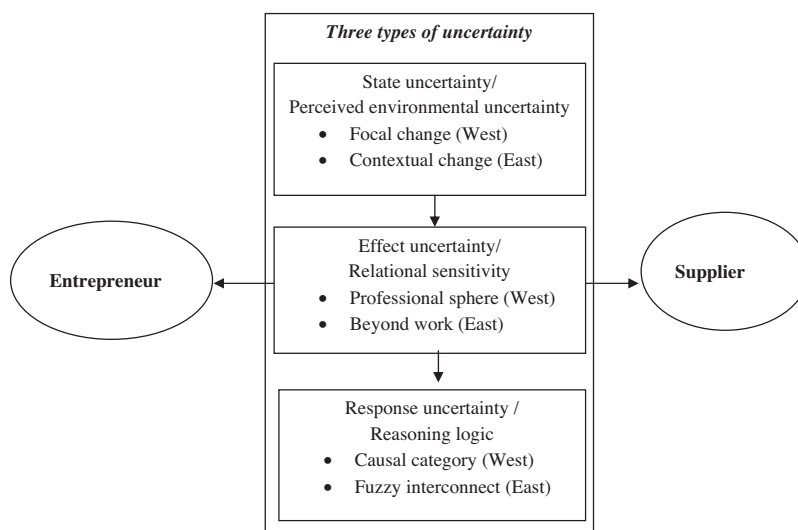 Three types of uncertainty
State uncertainty/
Perceived environmental uncertainty
• Focal change (West)
• Contextual change (East)
Effect uncertainty/
Relational sensitivity
• Professional sphere (West)
• Beyond work (East)
Entrepreneur
Supplier
Response uncertainty /
Reasoning logic
• Causal category (West)
• Fuzzy interconnect (East)